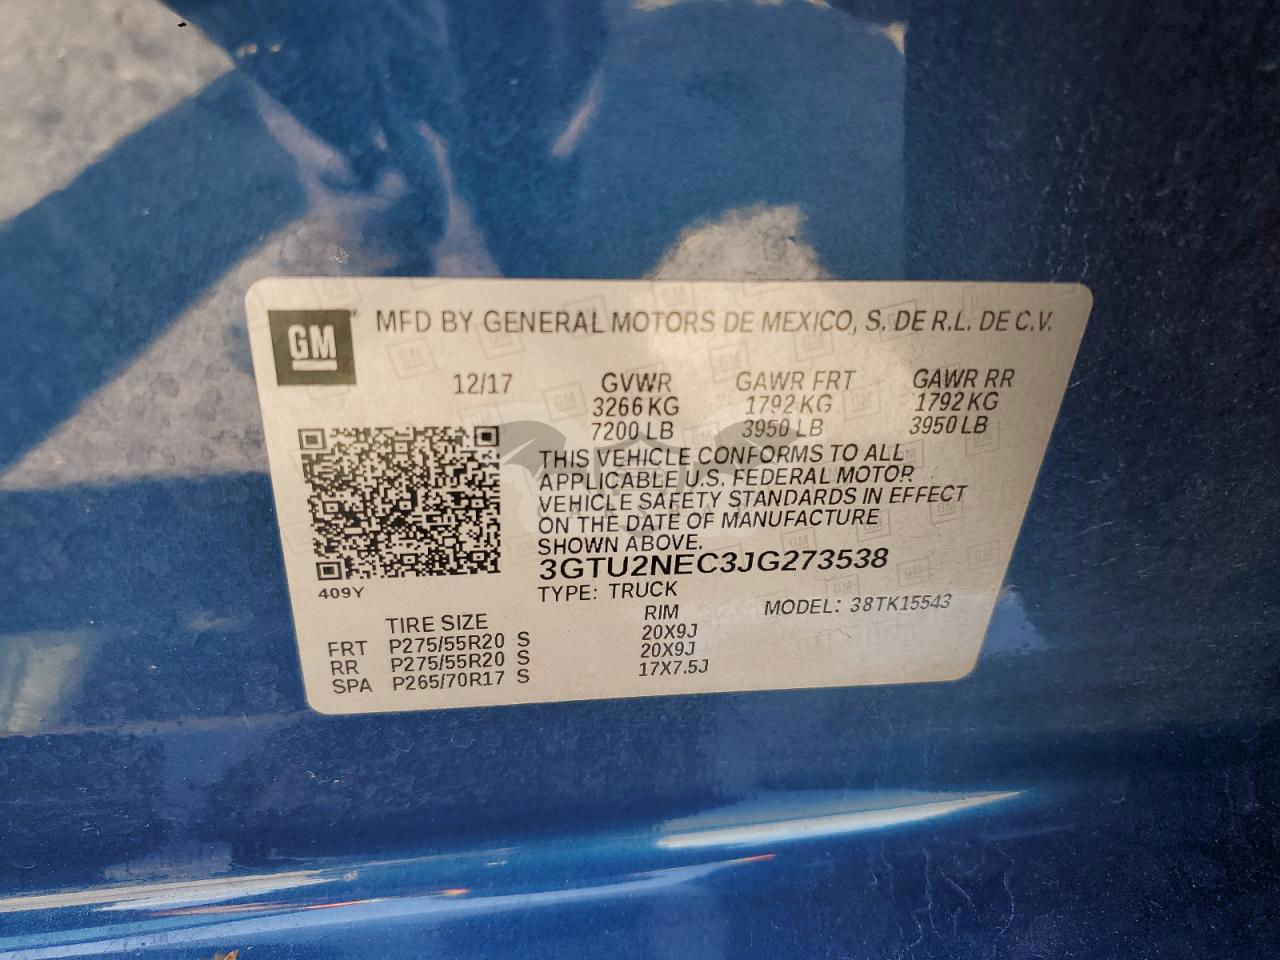 GM MFD BY GENERAL MOTORS DE MEXICO, S. DE R.L. DE C.V.
12/17 GVWR GAWR FRT GAWR RR
3266 KG 1792 KG 1792 KG
7200 LB 3950 LB 3950 LB
THIS VEHICLE CONFORMS TO ALL
APPLICABLE U.S. FEDERAL MOTOR
VEHICLE SAFETY STANDARDS IN EFFECT
ON THE DATE OF MANUFACTURE
SHOWN ABOVE.
3GTU2NEC3JG273538
409Y TYPE: TRUCK MODEL: 38TK15543
TIRE SIZE RIM
FRT P275/55R20 S 20X9J
RR P275/55R20 S 20X9J
SPA P265/70R17 S 17X7.5J